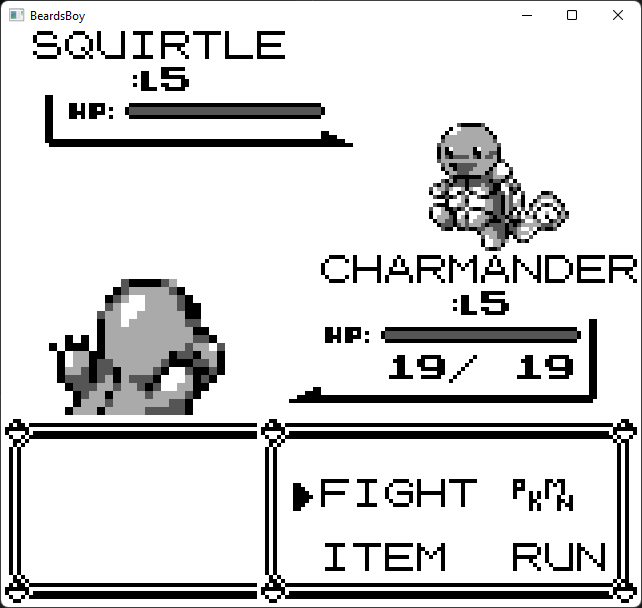 BeardsBoy
SQUIRTLE
:L5
HP:
CHARMANDER
:L5
HP:
19/ 19
FIGHT PKMN
ITEM RUN